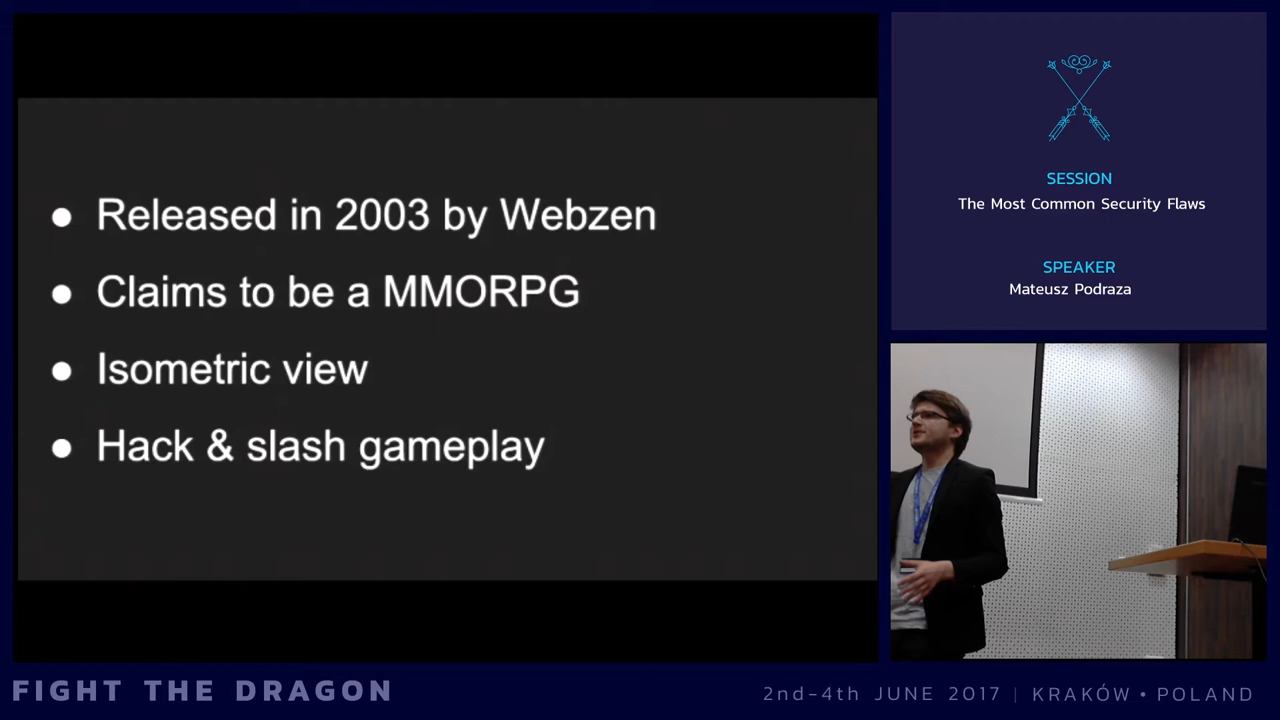 ● Released in 2003 by Webzen
● Claims to be a MMORPG
● Isometric view
● Hack & slash gameplay
SESSION
The Most Common Security Flaws
SPEAKER
Mateusz Podraza
FIGHT THE DRAGON
2nd-4th JUNE 2017 | KRAKÓW • POLAND